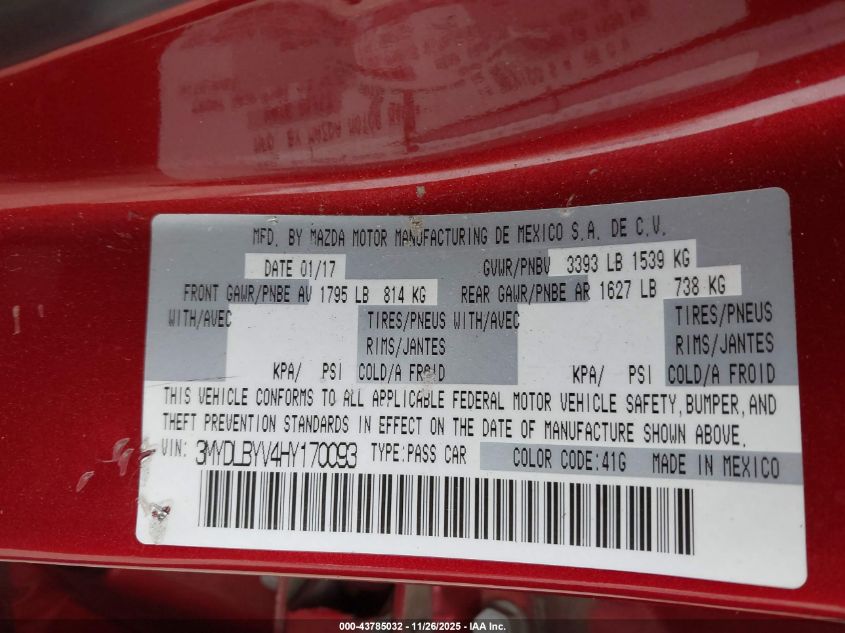 MFD. BY MAZDA MOTOR MANUFACTURING DE MEXICO S.A. DE C.V.
DATE 01/17 GVWR/PNBV 3393 LB 1539 KG
FRONT GAWR/PNBE AV 1795 LB 814 KG REAR GAWR/PNBE AR 1627 LB 738 KG
WITH/AVEC TIRES/PNEUS WITH/AVEC TIRES/PNEUS
RIMS/JANTES RIMS/JANTES
KPA/ PSI COLD/A FROID KPA/ PSI COLD/A FROID
THIS VEHICLE CONFORMS TO ALL APPLICABLE FEDERAL MOTOR VEHICLE SAFETY, BUMPER, AND
THEFT PREVENTION STANDARDS IN EFFECT ON THE DATE OF MANUFACTURE SHOWN ABOVE.
VIN: 3MYDLBYV4HY170093 TYPE:PASS CAR COLOR CODE:41G MADE IN MEXICO
000-43785032 - 11/26/2025 - IAA Inc.